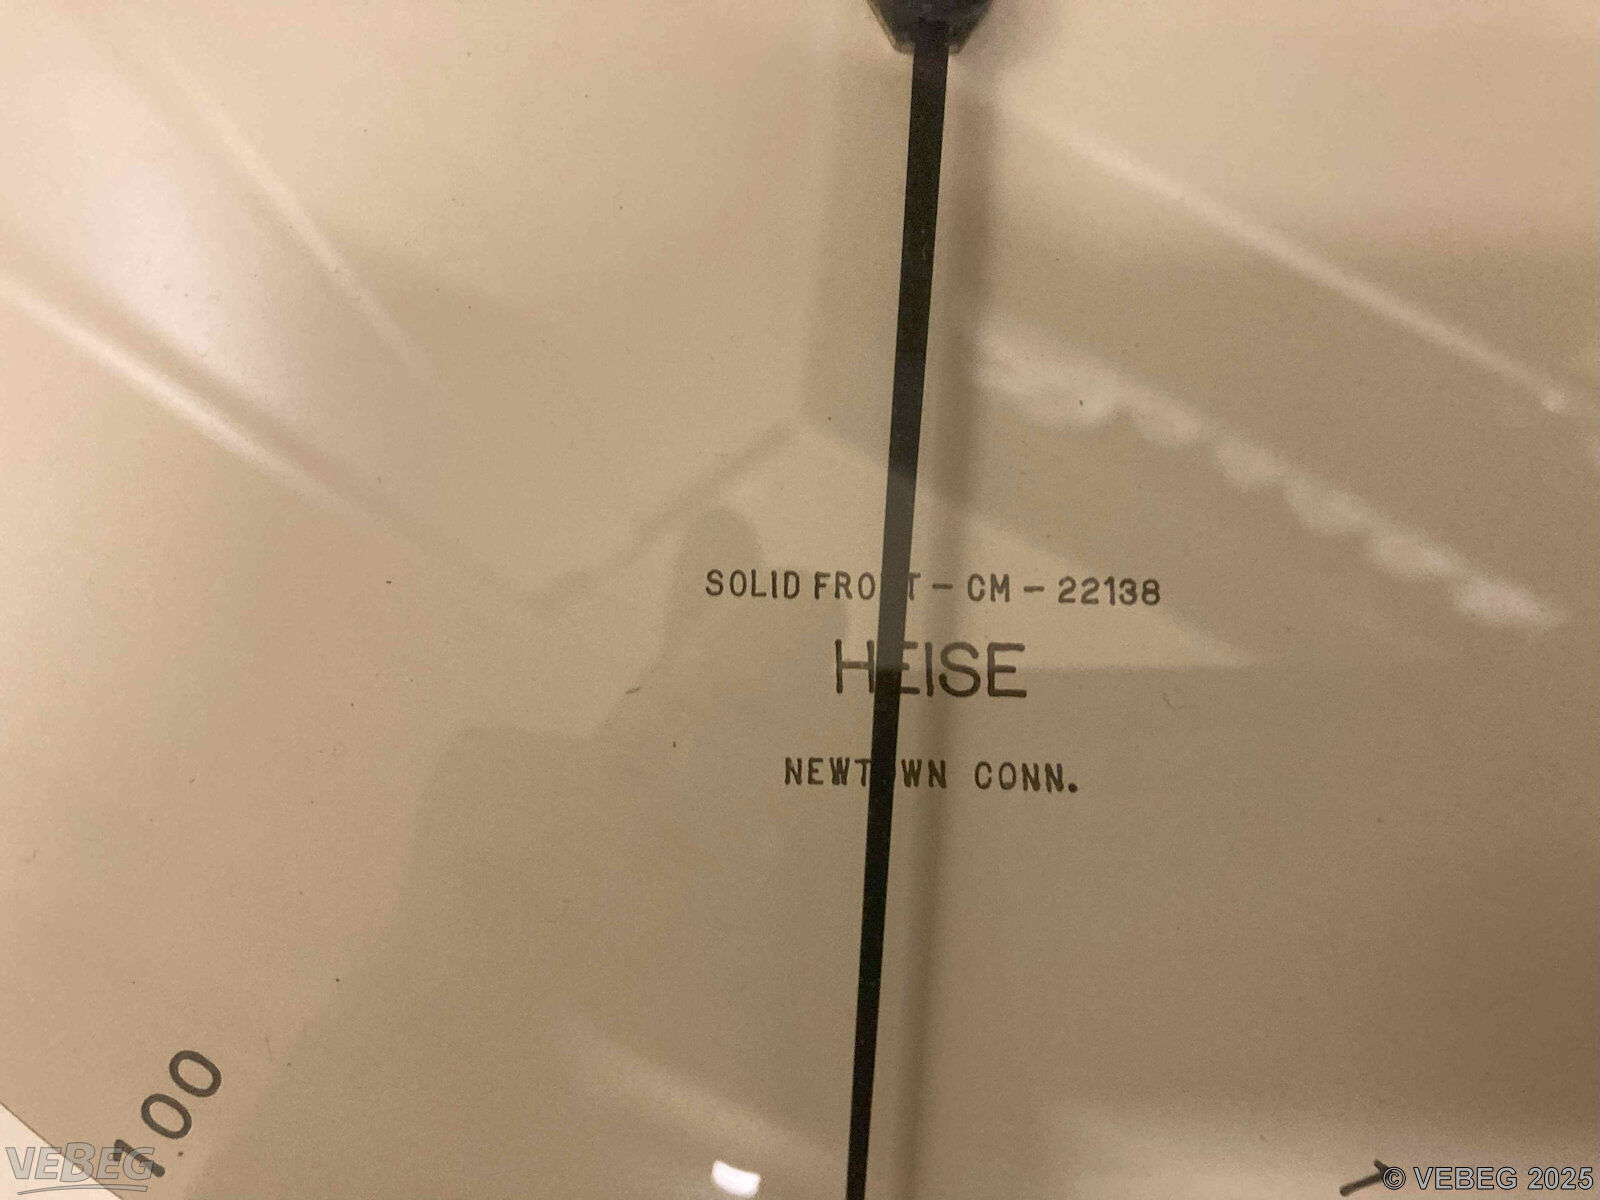 SOLID FRONT - CM - 22138
HEISE
NEWTOWN CONN.
100
VEBEG
© VEBEG 2025